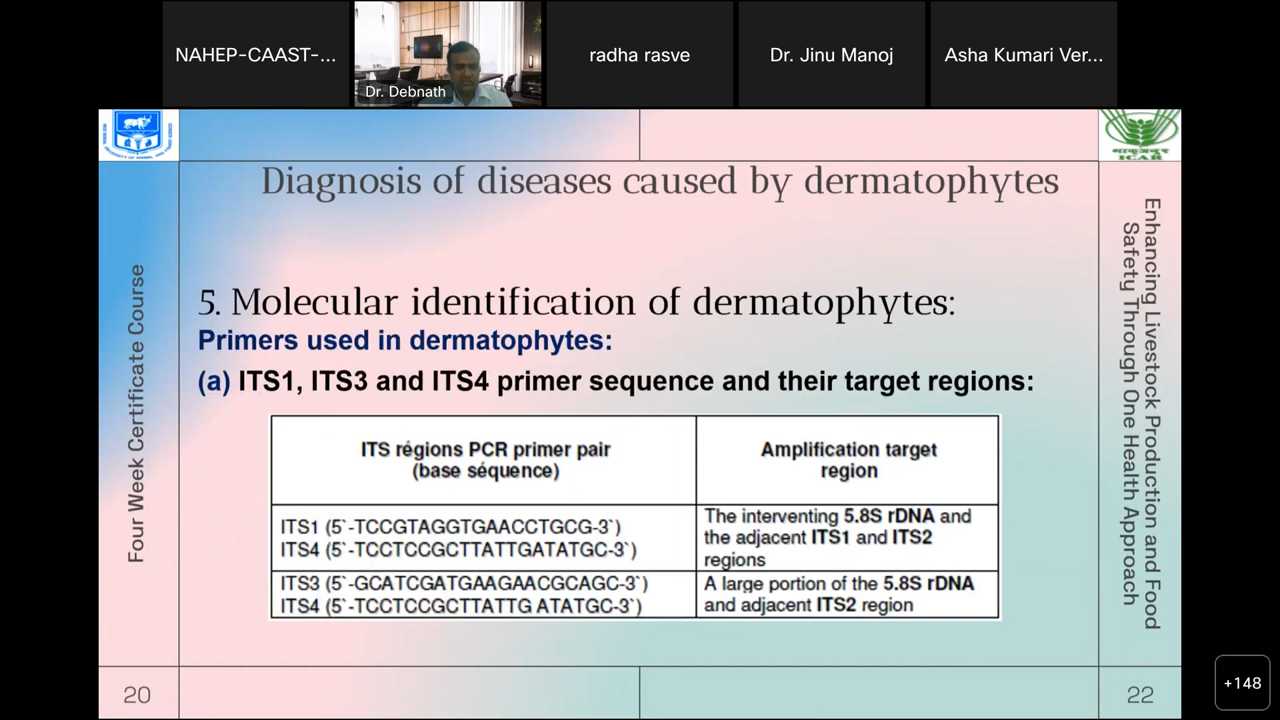 NAHEP-CAAST-...
Dr. Debnath
radha rasve
Dr. Jinu Manoj
Asha Kumari Ver...
ICAR
Diagnosis of diseases caused by dermatophytes
Four Week Certificate Course
Enhancing Livestock Production and Food
Safety Through One Health Approach
5. Molecular identification of dermatophytes:
Primers used in dermatophytes:
(a) ITS1, ITS3 and ITS4 primer sequence and their target regions:
ITS régions PCR primer pair
(base séquence)
Amplification target
region
ITS1 (5`-TCCGTAGGTGAACCTGCG-3`)
ITS4 (5`-TCCTCCGCTTATTGATATGC-3`)
The interventing 5.8S rDNA and
the adjacent ITS1 and ITS2
regions
ITS3 (5`-GCATCGATGAAGAACGCAGC-3`)
ITS4 (5`-TCCTCCGCTTATTG ATATGC-3`)
A large portion of the 5.8S rDNA
and adjacent ITS2 region
20
22
+148